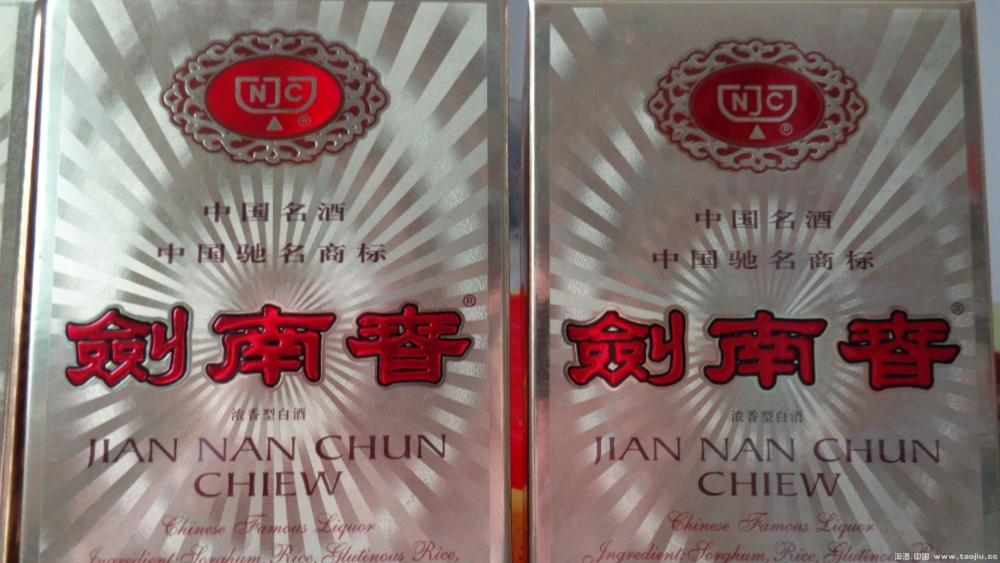 NJC
®
中国名酒
中国驰名商标
劍南春®
浓香型白酒
JIAN NAN CHUN
CHIEW
Chinese Famous Liquor
Ingredient:Sorghum, Rice, Glutinous Rice,
NJC
®
中国名酒
中国驰名商标
劍南春®
浓香型白酒
JIAN NAN CHUN
CHIEW
Chinese Famous Liquor
Ingredient:Sorghum, Rice, Glutinous
淘酒.中国 www.taojiu.cc